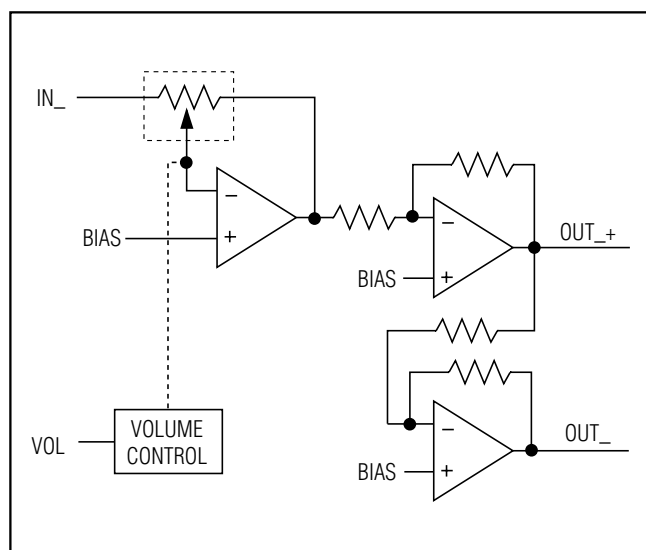 IN_
−
+
BIAS
−
+
BIAS
OUT_+
VOL
VOLUME
CONTROL
−
+
BIAS
OUT_